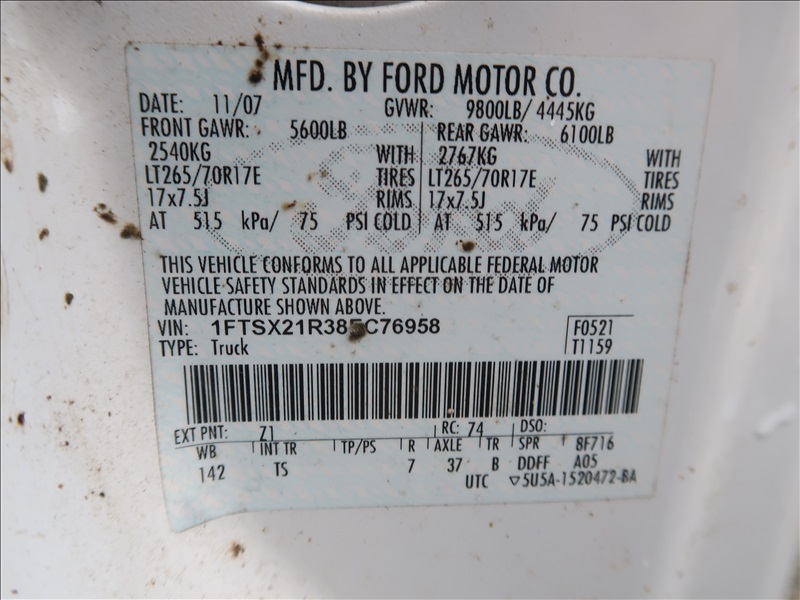 MFD. BY FORD MOTOR CO.
DATE: 11/07 GVWR: 9800LB/ 4445KG
FRONT GAWR: 5600LB REAR GAWR: 6100LB
2540KG WITH 2767KG WITH
LT265/70R17E TIRES LT265/70R17E TIRES
17x7.5J RIMS 17x7.5J RIMS
AT 515 kPa/ 75 PSI COLD AT 515 kPa/ 75 PSI COLD
THIS VEHICLE CONFORMS TO ALL APPLICABLE FEDERAL MOTOR
VEHICLE SAFETY STANDARDS IN EFFECT ON THE DATE OF
MANUFACTURE SHOWN ABOVE.
VIN: 1FTSX21R38EC76958 F0521
TYPE: Truck T1159
EXT PNT: Z1 RC: 74 DSO:
WB INT TR TP/PS R AXLE TR SPR 8F716
142 TS 7 37 B DDFF A05
UTC ▽5U5A-1520472-BA